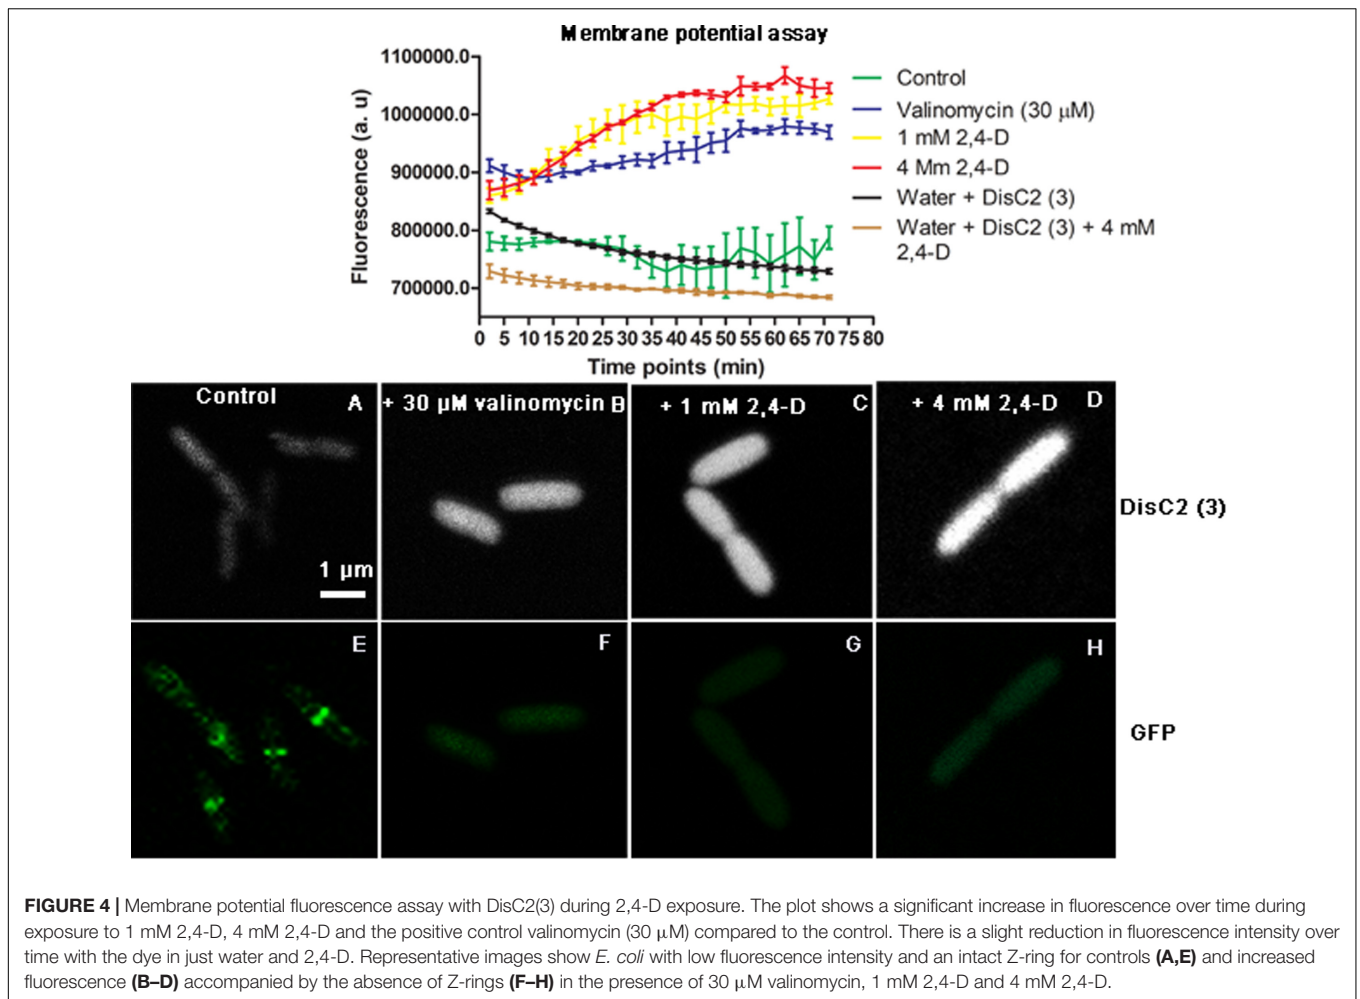 Membrane potential assay
Fluorescence (a. u)
1100000.0
1000000.0
900000.0
800000.0
700000.0
0 5 10 15 20 25 30 35 40 45 50 55 60 65 70 75 80
Time points (min)
Control
Valinomycin (30 μM)
1 mM 2,4-D
4 Mm 2,4-D
Water + DisC2 (3)
Water + DisC2 (3) + 4 mM
2,4-D
Control A
+ 30 μM valinomycin B
+ 1 mM 2,4-D C
+ 4 mM 2,4-D D
DisC2 (3)
1 μm
E
F
G
H
GFP
FIGURE 4 | Membrane potential fluorescence assay with DisC2(3) during 2,4-D exposure. The plot shows a significant increase in fluorescence over time during
exposure to 1 mM 2,4-D, 4 mM 2,4-D and the positive control valinomycin (30 μM) compared to the control. There is a slight reduction in fluorescence intensity over
time with the dye in just water and 2,4-D. Representative images show E. coli with low fluorescence intensity and an intact Z-ring for controls (A,E) and increased
fluorescence (B–D) accompanied by the absence of Z-rings (F–H) in the presence of 30 μM valinomycin, 1 mM 2,4-D and 4 mM 2,4-D.